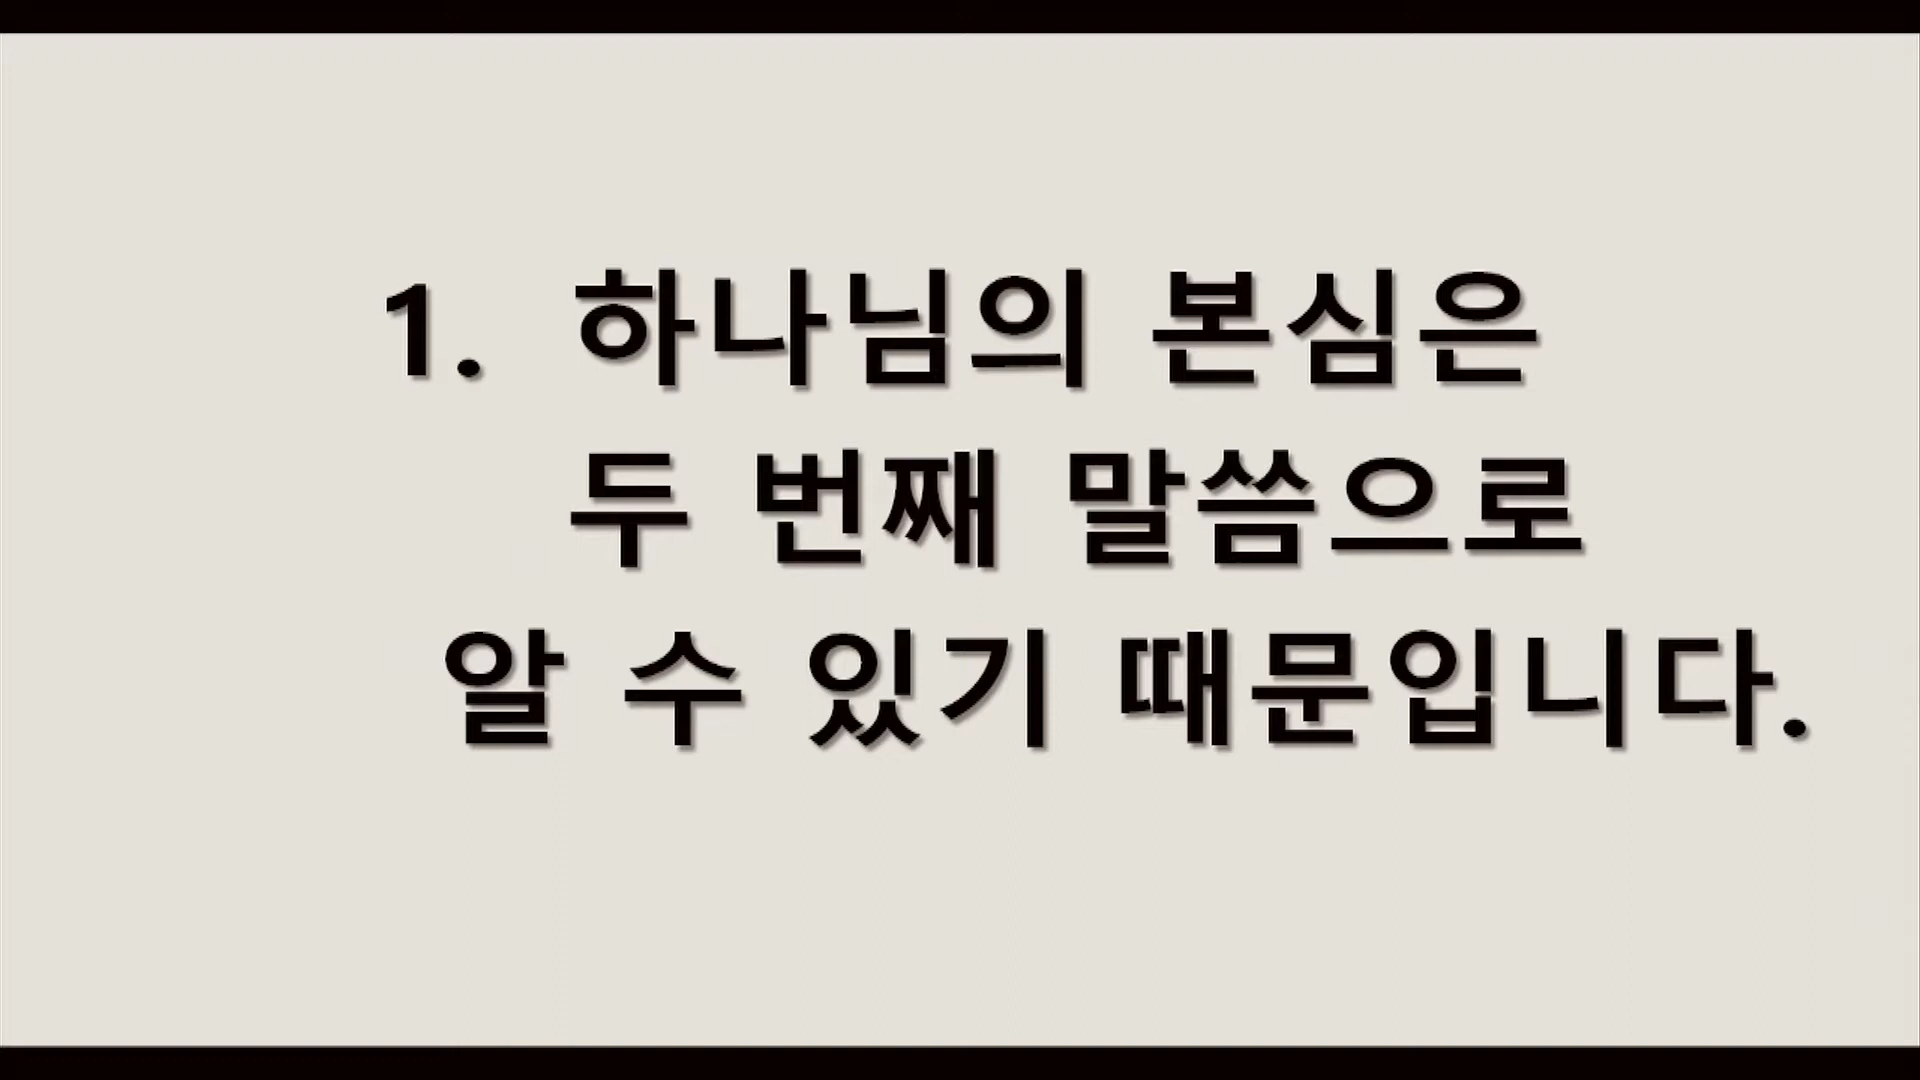 1. 하나님의 본심은
두 번째 말씀으로
알 수 있기 때문입니다.